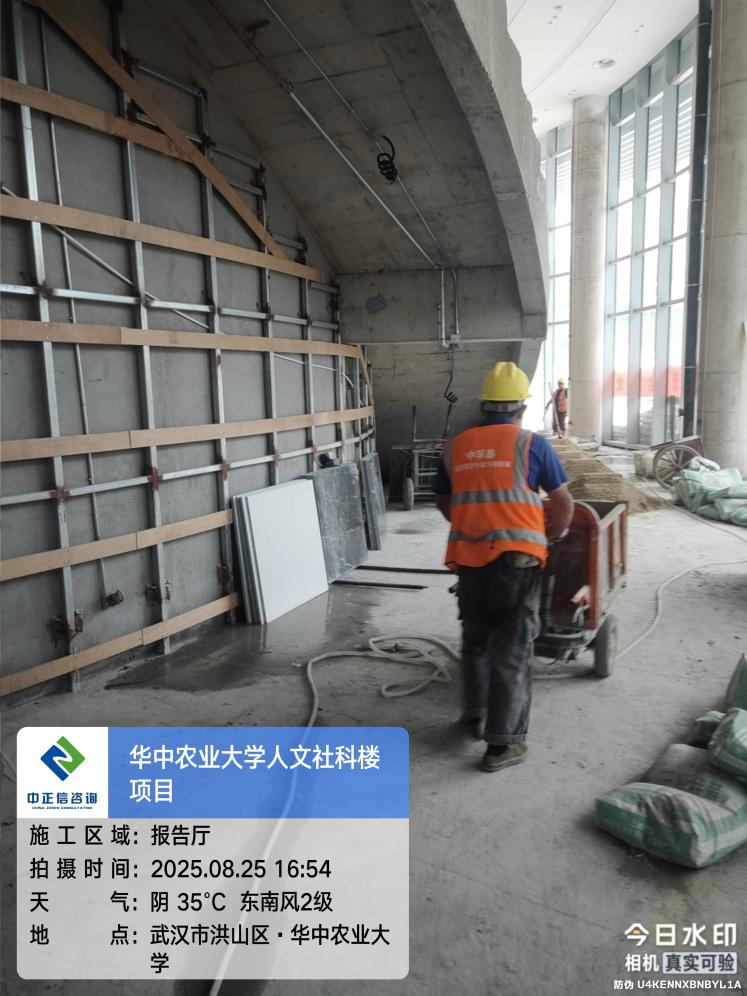 中正信咨询
CHINA ZZXIN CONSULTATION
华中农业大学人文社科楼
项目
施工区域：报告厅
拍摄时间：2025.08.25 16:54
天气：阴 35℃ 东南风2级
地点：武汉市洪山区·华中农业大
学
今日水印
相机 真实可验
防伪 U4KENNXBNBYL1A